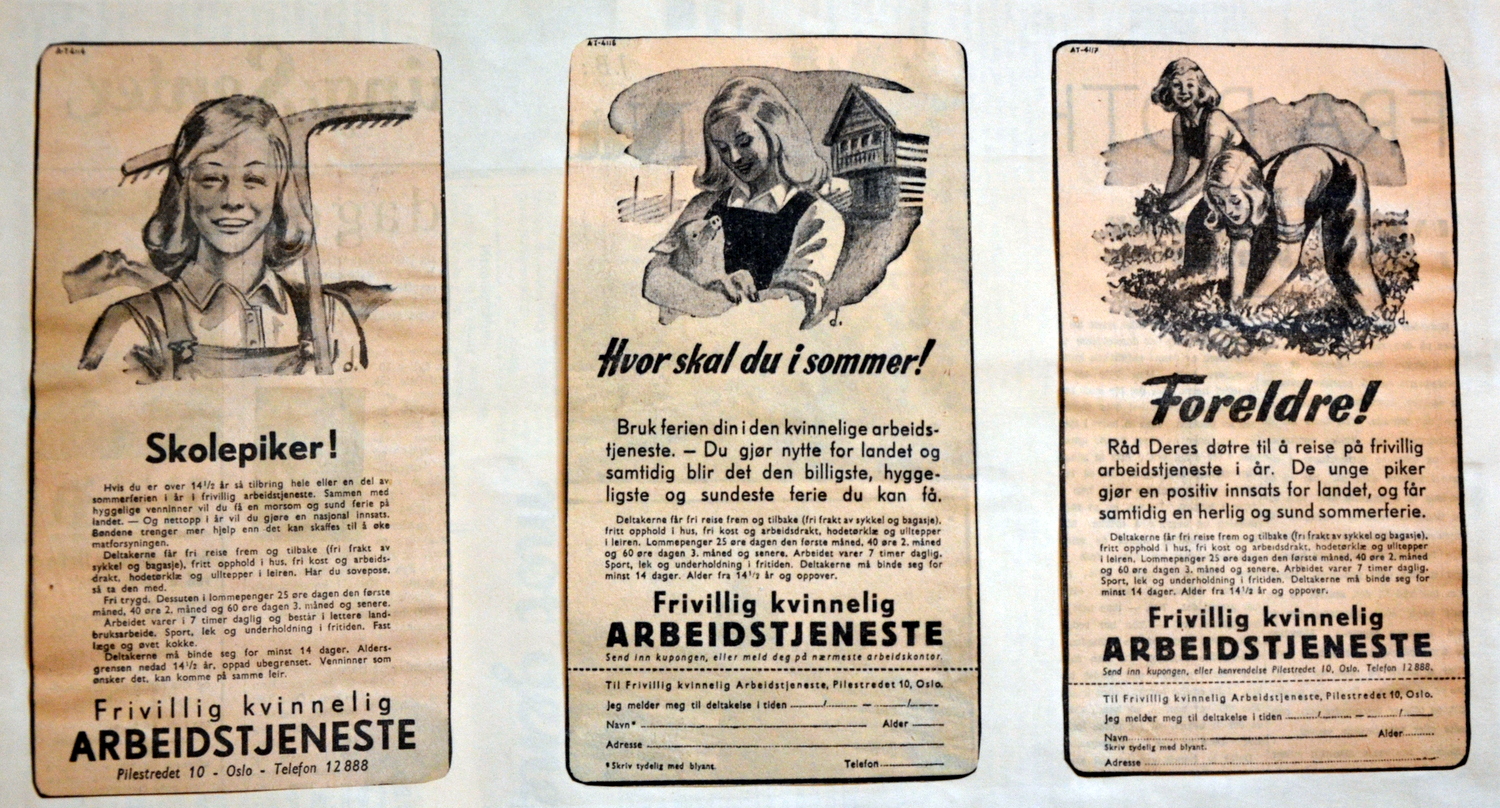 A-T 4114
Skolepiker!
Hvis du er over 14½ år så tilbring hele eller en del av
sommerferien i år i frivillig arbeidstjeneste. Sammen med
hyggelige venninner vil du få en morsom og sund ferie på
landet. — Og nettopp i år vil du gjøre en nasjonal innsats.
Bøndene trenger mer hjelp enn det kan skaffes til å øke
matforsyningen.
Deltakerne får fri reise frem og tilbake (fri frakt av
sykkel og bagasje), fritt opphold i hus, fri kost og arbeids-
drakt, hodetørklæ og ulltepper i leiren. Har du sovepose,
så ta den med.
Fri trygd. Dessuten i lommepenger 25 øre dagen den første
måned, 40 øre 2. måned og 60 øre dagen 3. måned og senere.
Arbeidet varer i 7 timer daglig og består i lettere land-
bruksarbeide. Sport, lek og underholdning i fritiden. Fast
læge og øvet kokke.
Deltakerne må binde seg for minst 14 dager. Alders-
grensen nedad 14½ år, oppad ubegrenset. Venninner som
ønsker det, kan komme på samme leir.
Frivillig kvinnelig
ARBEIDSTJENESTE
Pilestredet 10 - Oslo - Telefon 12888
AT-4116
d.
Hvor skal du i sommer!
Bruk ferien din i den kvinnelige arbeids-
tjeneste. — Du gjør nytte for landet og
samtidig blir det den billigste, hygge-
ligste og sundeste ferie du kan få.
Deltakerne får fri reise frem og tilbake (fri frakt av sykkel og bagasje),
fritt opphold i hus, fri kost og arbeidsdrakt, hodetørklæ og ulltepper
i leiren. Lommepenger 25 øre dagen den første måned, 40 øre 2. måned
og 60 øre dagen 3. måned og senere. Arbeidet varer 7 timer daglig.
Sport, lek og underholdning i fritiden. Deltakerne må binde seg for
minst 14 dager. Alder fra 14½ år og oppover.
Frivillig kvinnelig
ARBEIDSTJENESTE
Send inn kupongen, eller meld deg på nærmeste arbeidskontor.
Til Frivillig kvinnelig Arbeidstjeneste, Pilestredet 10, Oslo.
Jeg melder meg til deltakelse i tiden ......../........ — ......../........
Navn* ........ Alder ........
Adresse ........
*Skriv tydelig med blyant. Telefon ........
AT-4117
d.
Foreldre!
Råd Deres døtre til å reise på frivillig
arbeidstjeneste i år. De unge piker
gjør en positiv innsats for landet, og får
samtidig en herlig og sund sommerferie.
Deltakerne får fri reise frem og tilbake (fri frakt av sykkel og bagasje),
fritt opphold i hus, fri kost og arbeidsdrakt, hodetørklæ og ulltepper
i leiren. Lommepenger 25 øre dagen den første måned, 40 øre 2. måned
og 60 øre dagen 3. måned og senere. Arbeidet varer 7 timer daglig.
Sport, lek og underholdning i fritiden. Deltakerne må binde seg for
minst 14 dager. Alder fra 14½ år og oppover.
Frivillig kvinnelig
ARBEIDSTJENESTE
Send inn kupongen, eller henvendelse Pilestredet 10, Oslo. Telefon 12888.
Til Frivillig kvinnelig Arbeidstjeneste, Pilestredet 10, Oslo.
Jeg melder meg til deltakelse i tiden ......../........ — ......../........
Navn ........ Alder ........
Skriv tydelig med blyant.
Adresse ........